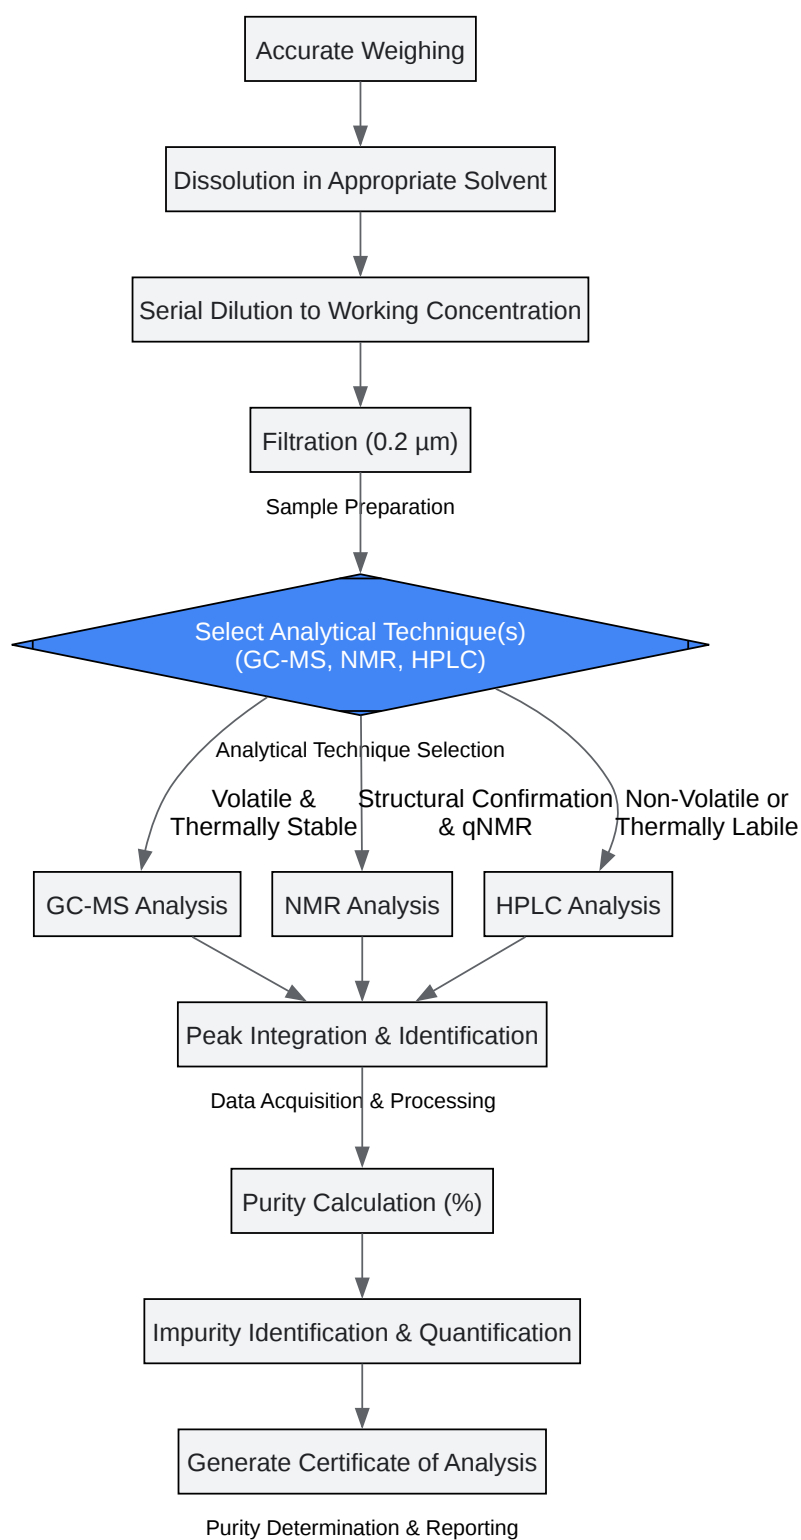 Accurate Weighing
Dissolution in Appropriate Solvent
Serial Dilution to Working Concentration
Filtration (0.2 µm)
Sample Preparation
Select Analytical Technique(s)
(GC-MS, NMR, HPLC)
Analytical Technique Selection
Volatile &
Thermally Stable
Structural Confirmation
& qNMR
Non-Volatile or
Thermally Labile
GC-MS Analysis
NMR Analysis
HPLC Analysis
Peak Integration & Identification
Data Acquisition & Processing
Purity Calculation (%)
Impurity Identification & Quantification
Generate Certificate of Analysis
Purity Determination & Reporting